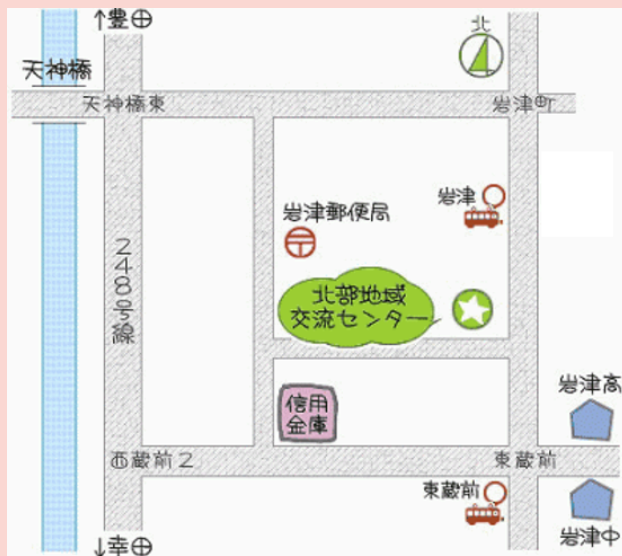 ↑豊田
北
天神橋
天神橋東
岩津町
岩津
岩津郵便局
248号線
北部地域
交流センター
岩津高
信用
金庫
西蔵前2
東蔵前
東蔵前
岩津中
↓幸田